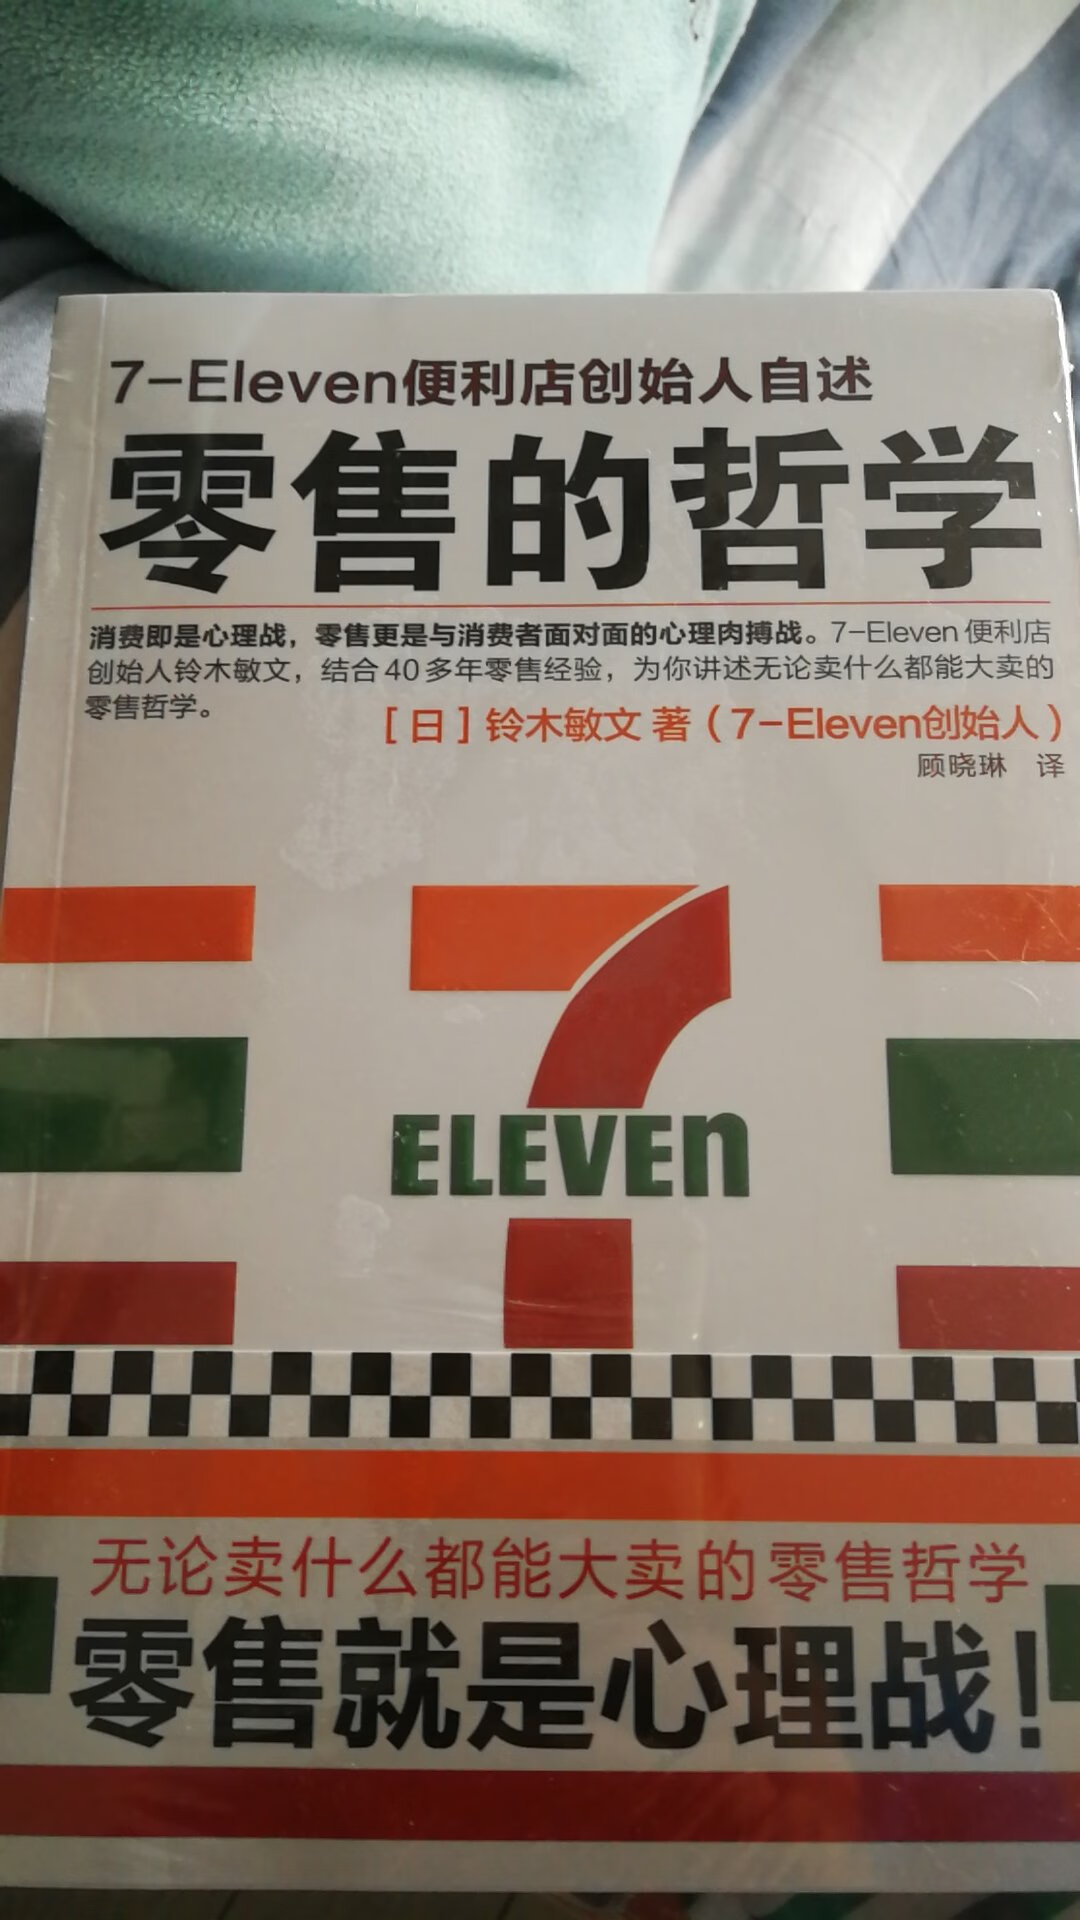 7-Eleven便利店创始人自述
零售的哲学
消费即是心理战，零售更是与消费者面对面的心理肉搏战。7-Eleven便利店
创始人铃木敏文，结合40多年零售经验，为你讲述无论卖什么都能大卖的
零售哲学。
[日] 铃木敏文 著（7-Eleven创始人）
顾晓琳 译
7
ELEVEn
无论卖什么都能大卖的零售哲学
零售就是心理战！